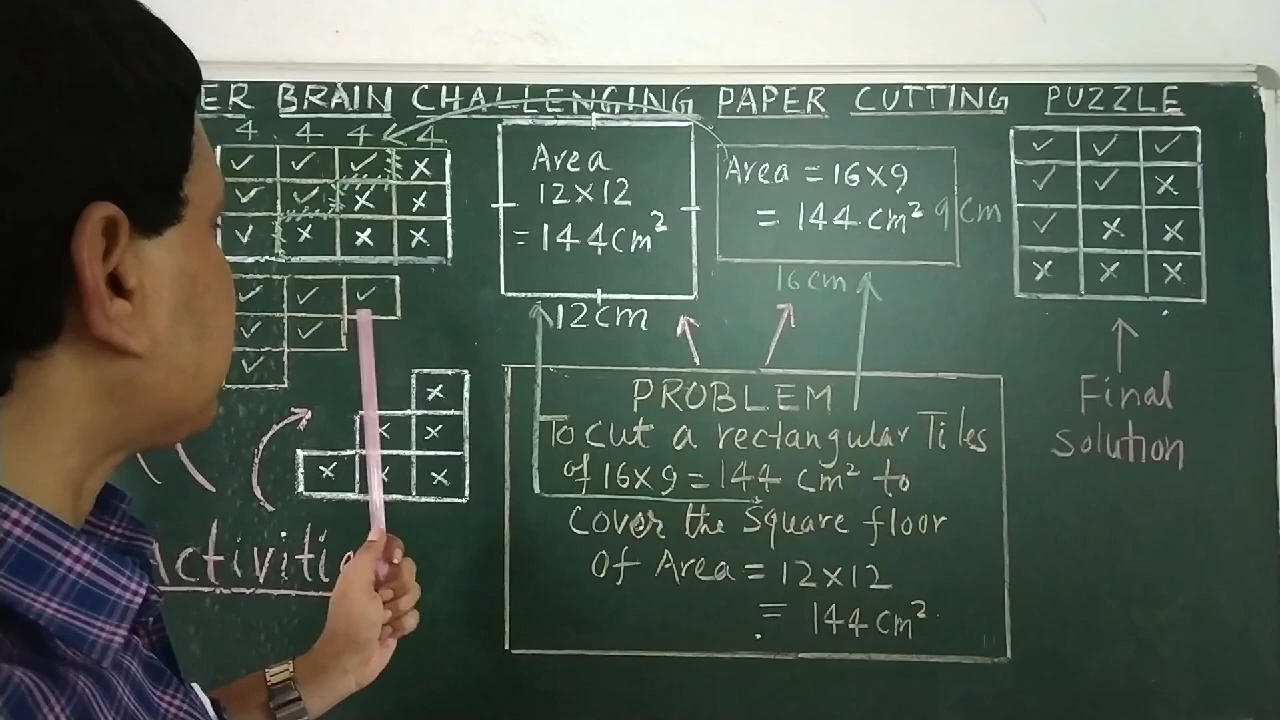 ER BRAIN CHALLENGING PAPER CUTTING PUZZLE
4 4 4 4
✓ ✓ ✓ x
✓ ✓ x x
✓ x x x
✓ ✓ ✓
✓ ✓
✓
x
x x
x x x
Activitie
Area
12×12
=144cm²
12cm
Area = 16×9
= 144 cm² 9cm
16cm
PROBLEM
To cut a rectangular Tiles
of 16×9=144 cm² to
cover the square floor
of Area = 12×12
= 144 cm².
✓ ✓ ✓
✓ ✓ x
✓ x x
x x x
Final
solution